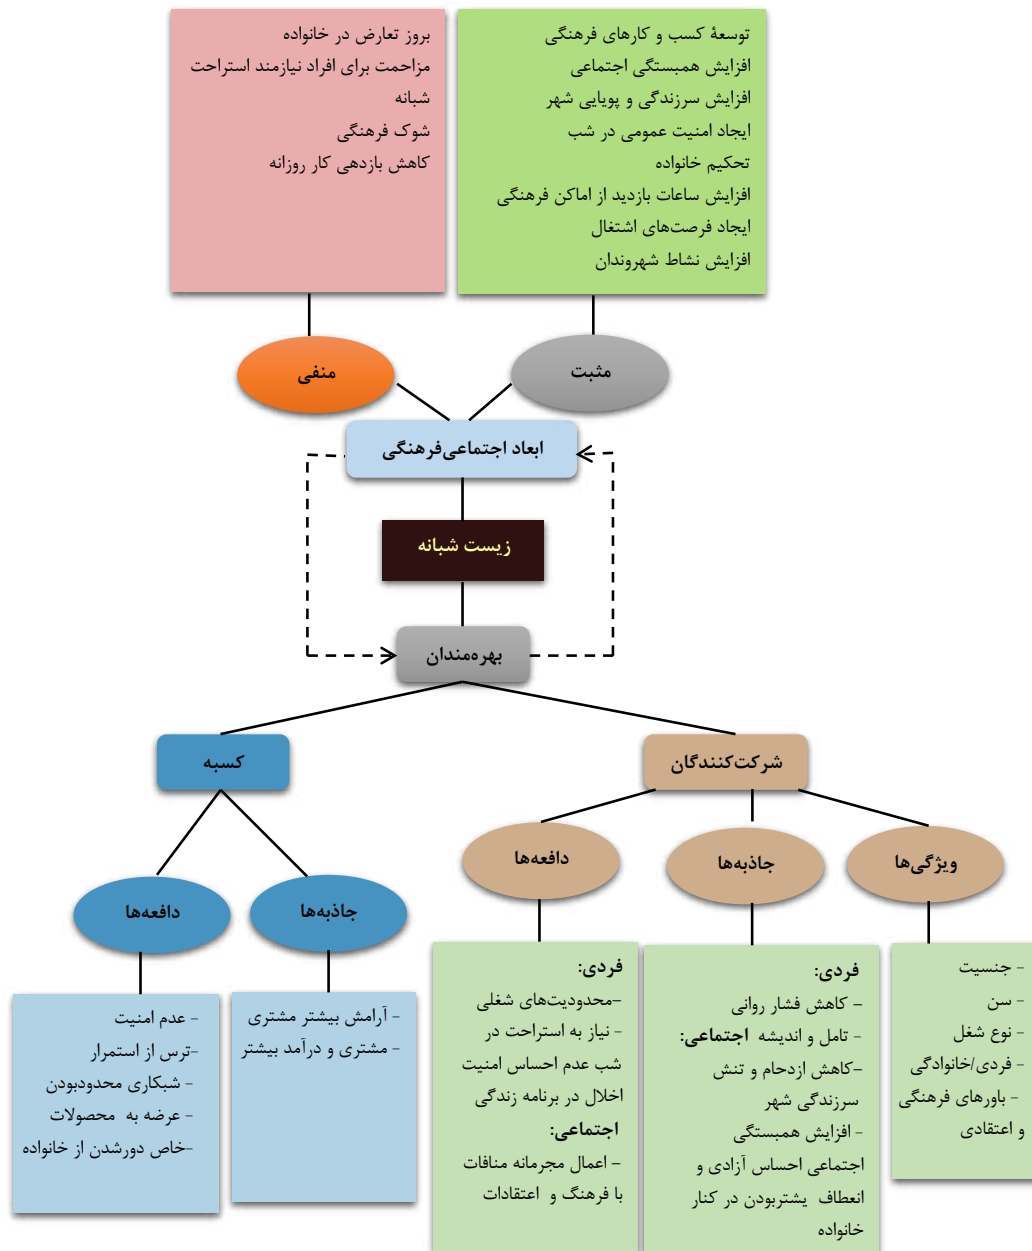 توسعهٔ کسب و کارهای فرهنگی
افزایش همبستگی اجتماعی
افزایش سرزندگی و پویایی شهر
ایجاد امنیت عمومی در شب
تحکیم خانواده
افزایش ساعات بازدید از اماکن فرهنگی
ایجاد فرصت‌های اشتغال
افزایش نشاط شهروندان
بروز تعارض در خانواده
مزاحمت برای افراد نیازمند استراحت
شبانه
شوک فرهنگی
کاهش بازدهی کار روزانه
مثبت
منفی
ابعاد اجتماعی‌فرهنگی
زیست شبانه
بهره‌مندان
شرکت‌کنندگان
کسبه
ویژگی‌ها
جاذبه‌ها
دافعه‌ها
جاذبه‌ها
دافعه‌ها
- جنسیت
- سن
- نوع شغل
- فردی/خانوادگی
- باورهای فرهنگی
و اعتقادی
فردی:
- کاهش فشار روانی
- تامل و اندیشه اجتماعی:
-کاهش ازدحام و تنش
سرزندگی شهر
- افزایش همبستگی
اجتماعی احساس آزادی و
انعطاف یشتربودن در کنار
خانواده
فردی:
-محدودیت‌های شغلی
- نیاز به استراحت در
شب عدم احساس امنیت
اخلال در برنامه زندگی
اجتماعی:
- اعمال مجرمانه منافات
با فرهنگ و اعتقادات
- آرامش بیشتر مشتری
- مشتری و درآمد بیشتر
- عدم امنیت
-ترس از استمرار
- شبکاری محدودبودن
- عرضه به محصولات
-خاص دورشدن از خانواده